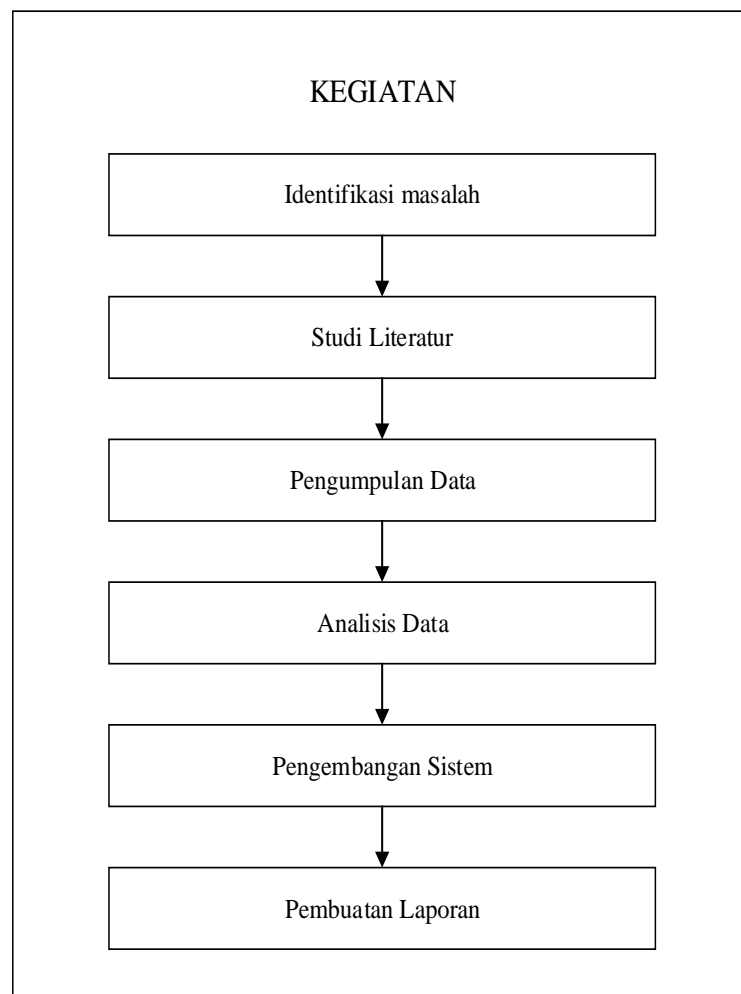 KEGIATAN
Identifikasi masalah
Studi Literatur
Pengumpulan Data
Analisis Data
Pengembangan Sistem
Pembuatan Laporan